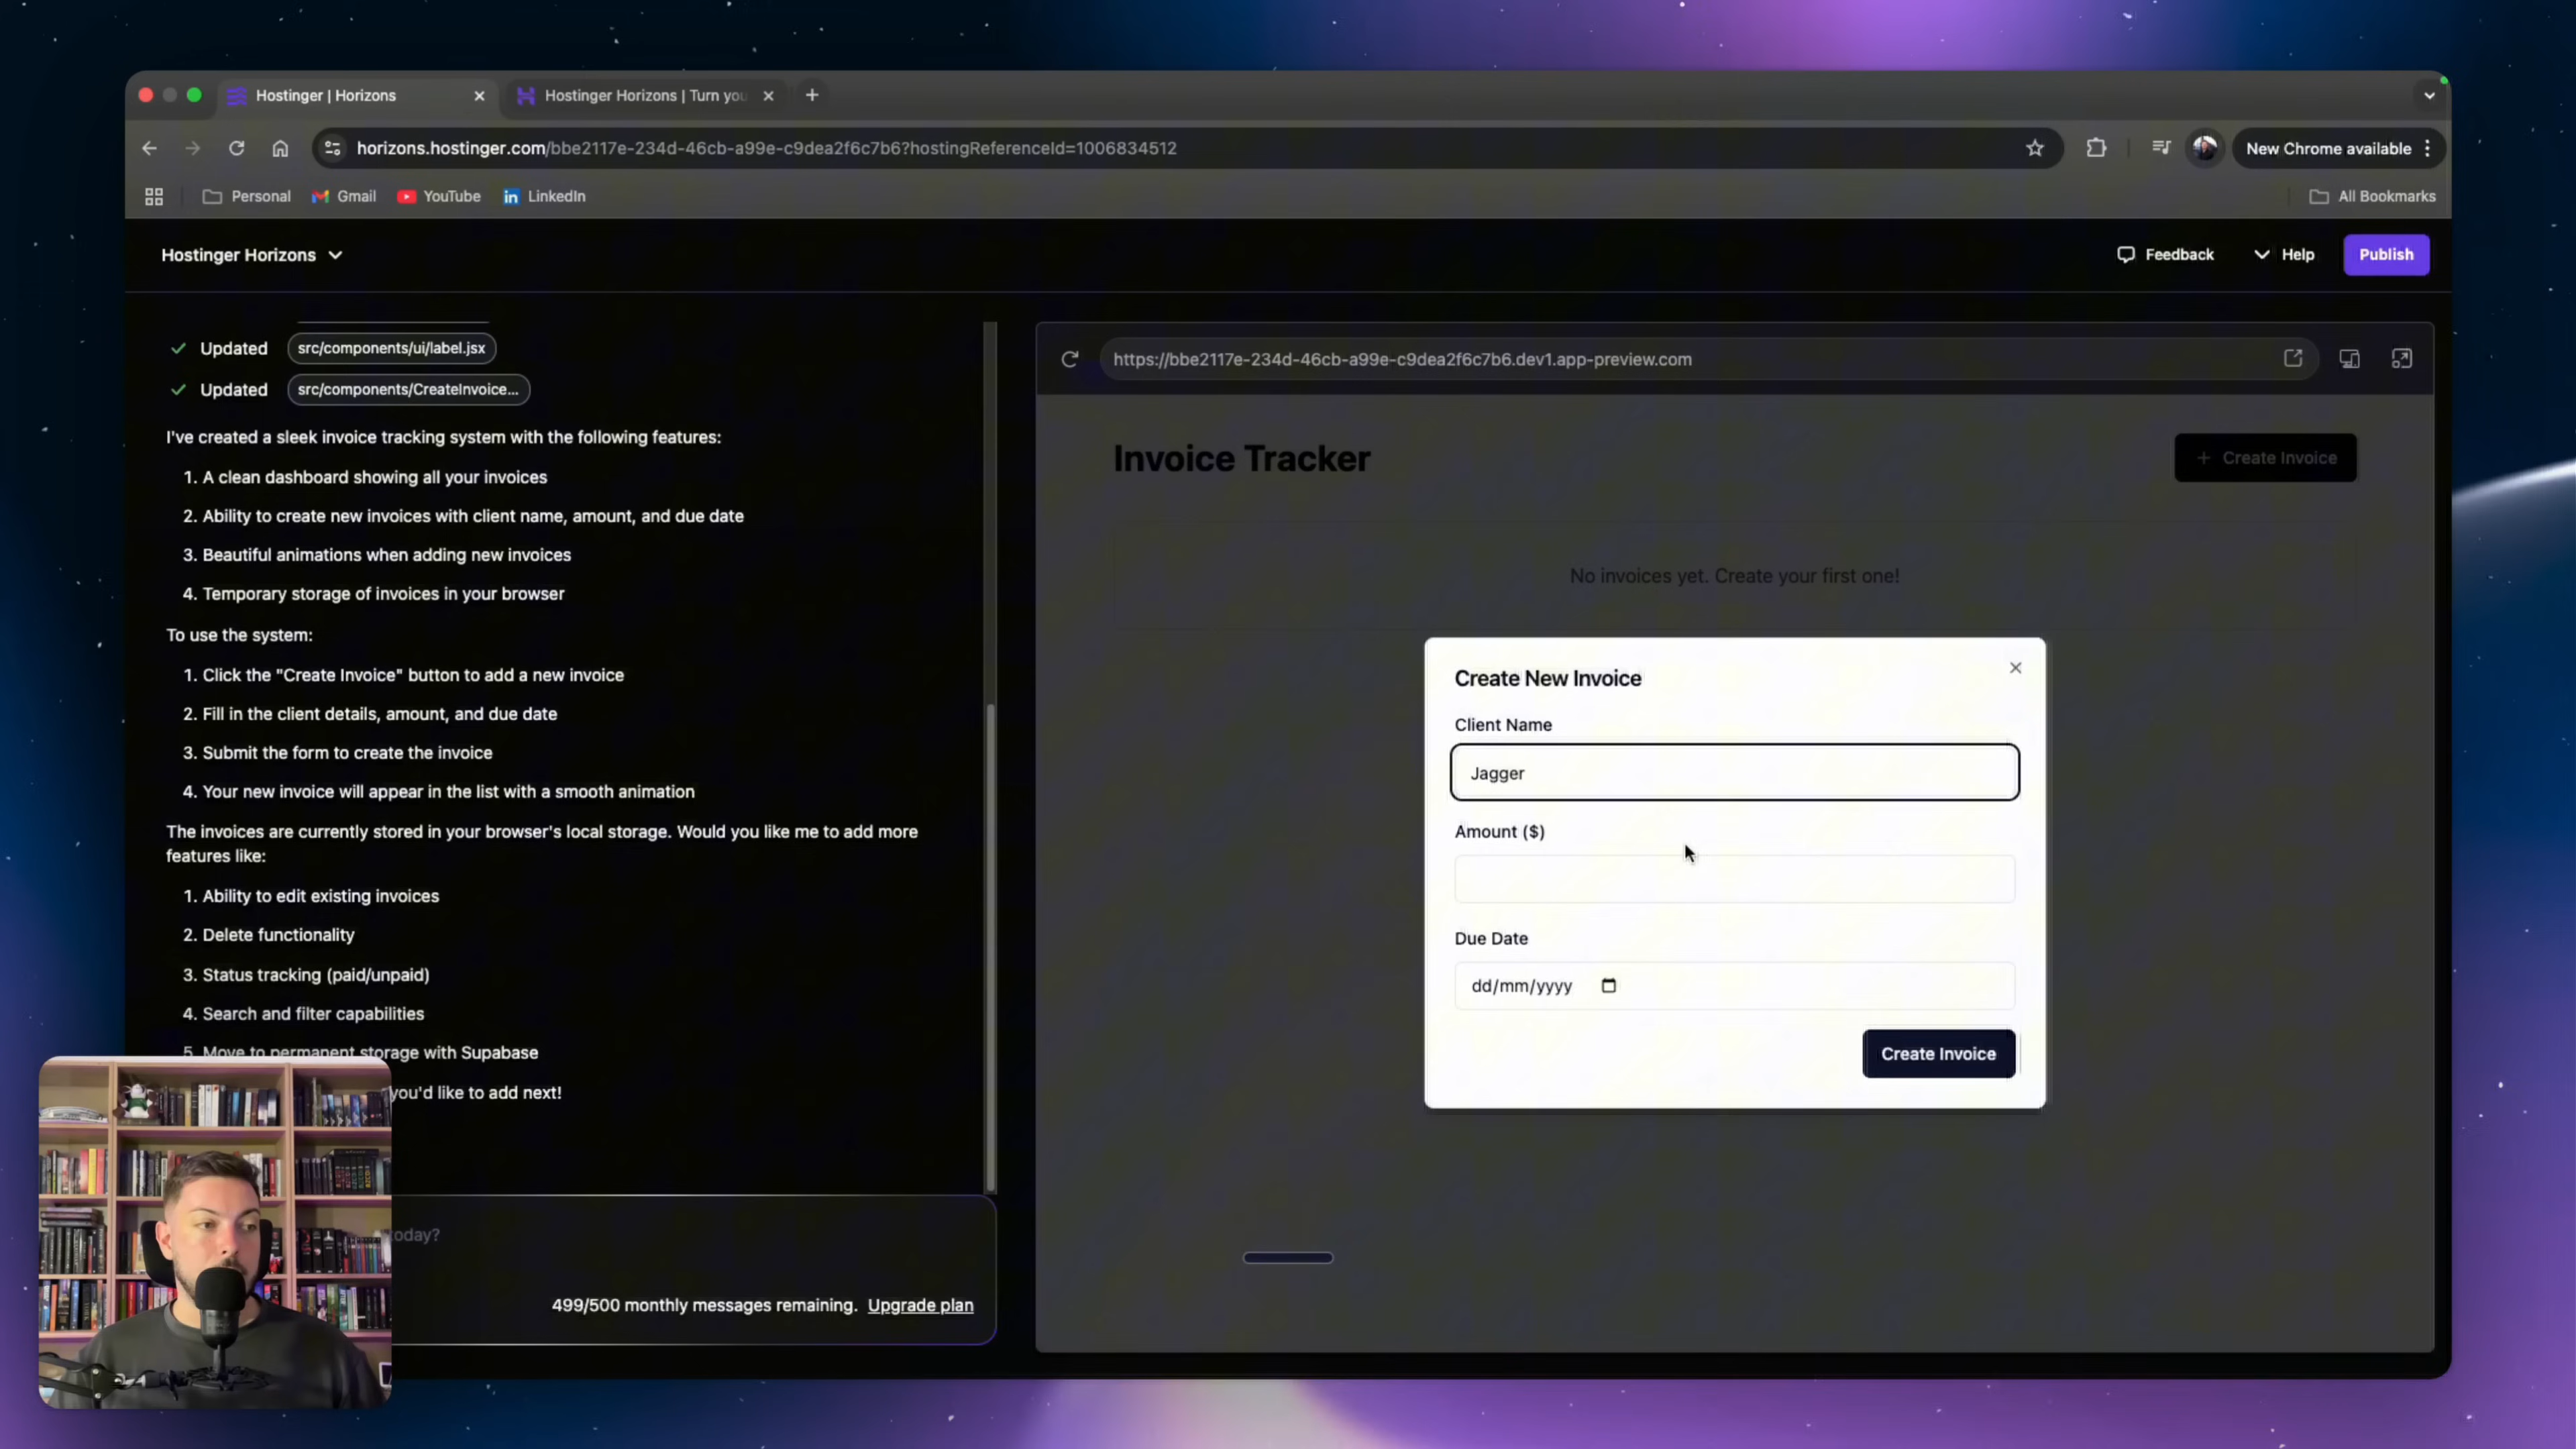 Hostinger | Horizons
Hostinger Horizons | Turn you
horizons.hostinger.com/bbe2117e-234d-46cb-a99e-c9dea2f6c7b6?hostingReferenceId=1006834512
New Chrome available
Personal
Gmail
YouTube
LinkedIn
All Bookmarks
Hostinger Horizons
Feedback
Help
Publish
Updated src/components/ui/label.jsx
Updated src/components/CreateInvoice...
I've created a sleek invoice tracking system with the following features:
1. A clean dashboard showing all your invoices
2. Ability to create new invoices with client name, amount, and due date
3. Beautiful animations when adding new invoices
4. Temporary storage of invoices in your browser
To use the system:
1. Click the "Create Invoice" button to add a new invoice
2. Fill in the client details, amount, and due date
3. Submit the form to create the invoice
4. Your new invoice will appear in the list with a smooth animation
The invoices are currently stored in your browser's local storage. Would you like me to add more
features like:
1. Ability to edit existing invoices
2. Delete functionality
3. Status tracking (paid/unpaid)
4. Search and filter capabilities
5. Move to permanent storage with Supabase
you'd like to add next!
today?
499/500 monthly messages remaining. Upgrade plan
https://bbe2117e-234d-46cb-a99e-c9dea2f6c7b6.dev1.app-preview.com
Invoice Tracker
+ Create Invoice
No invoices yet. Create your first one!
Create New Invoice
Client Name
Jagger
Amount ($)
Due Date
dd/mm/yyyy
Create Invoice